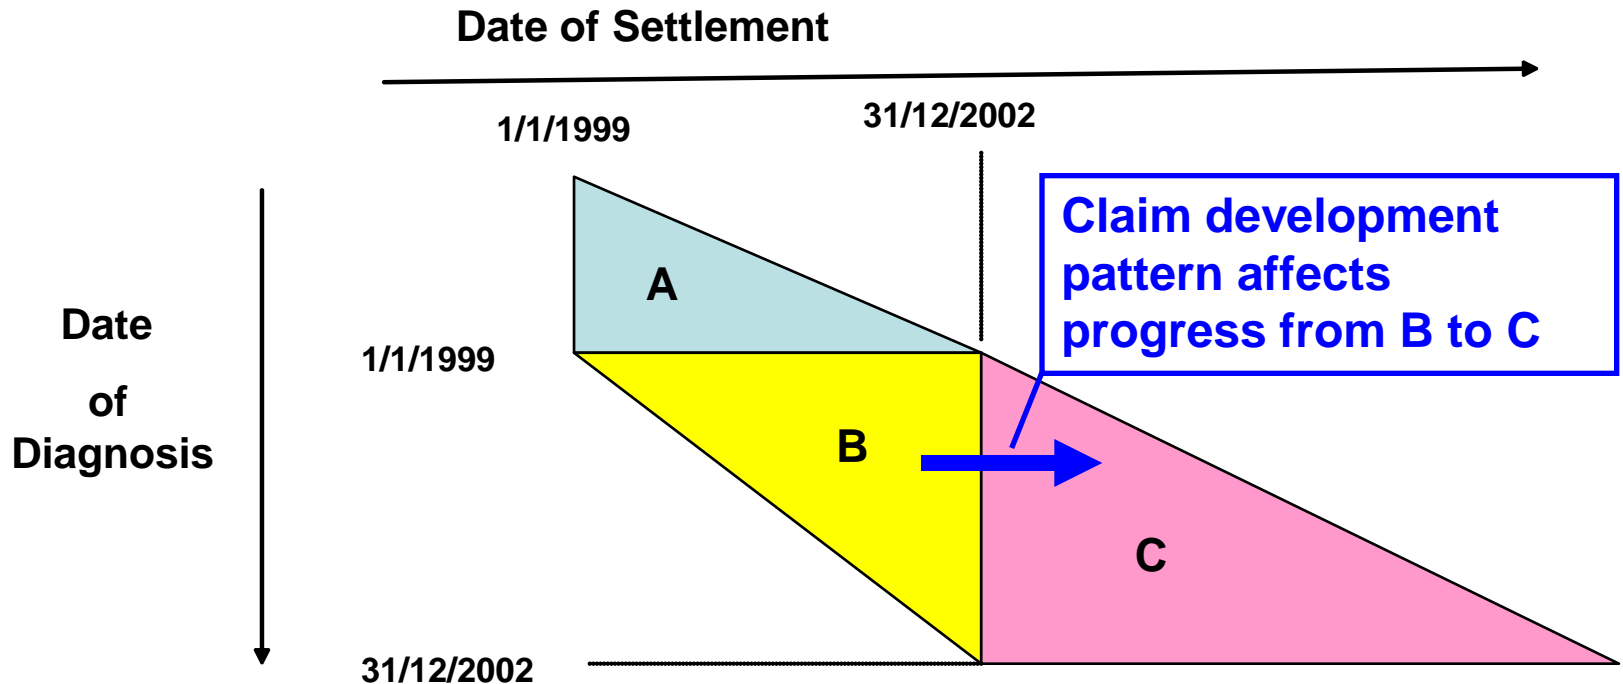 Date of Settlement
1/1/1999
31/12/2002
Claim development
pattern affects
progress from B to C
A
Date
of
Diagnosis
1/1/1999
B
C
31/12/2002